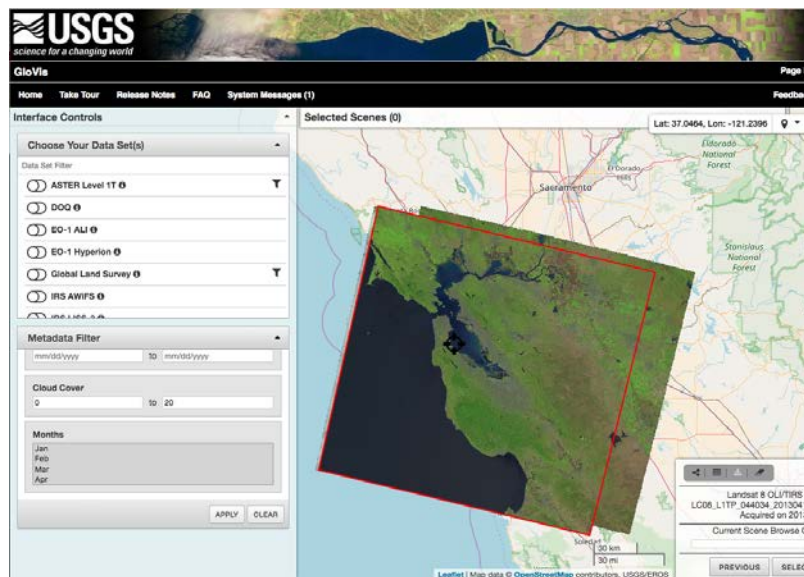 USGS
science for a changing world
GloVis
Page
Home Take Tour Release Notes FAQ System Messages (1)
Feedba
Interface Controls
Selected Scenes (0)
Lat: 37.0464, Lon: -121.2396
Choose Your Data Set(s)
Data Set Filter
ASTER Level 1T
DOQ
EO-1 ALI
EO-1 Hyperion
Global Land Survey
IRS AWIFS
Metadata Filter
mm/dd/yyyy to mm/dd/yyyy
Cloud Cover
0 to 20
Months
Jan
Feb
Mar
Apr
APPLY CLEAR
Eldorado
National
Forest
Sacramento
Stanislaus
National
Forest
Landsat 8 OLI/TIRS
LC08_L1TP_044034_201304
Acquired on 201
Current Scene Browse
30 km
30 mi
PREVIOUS SELEC
Leaflet | Map data © OpenStreetMap contributors, USGS/EROS